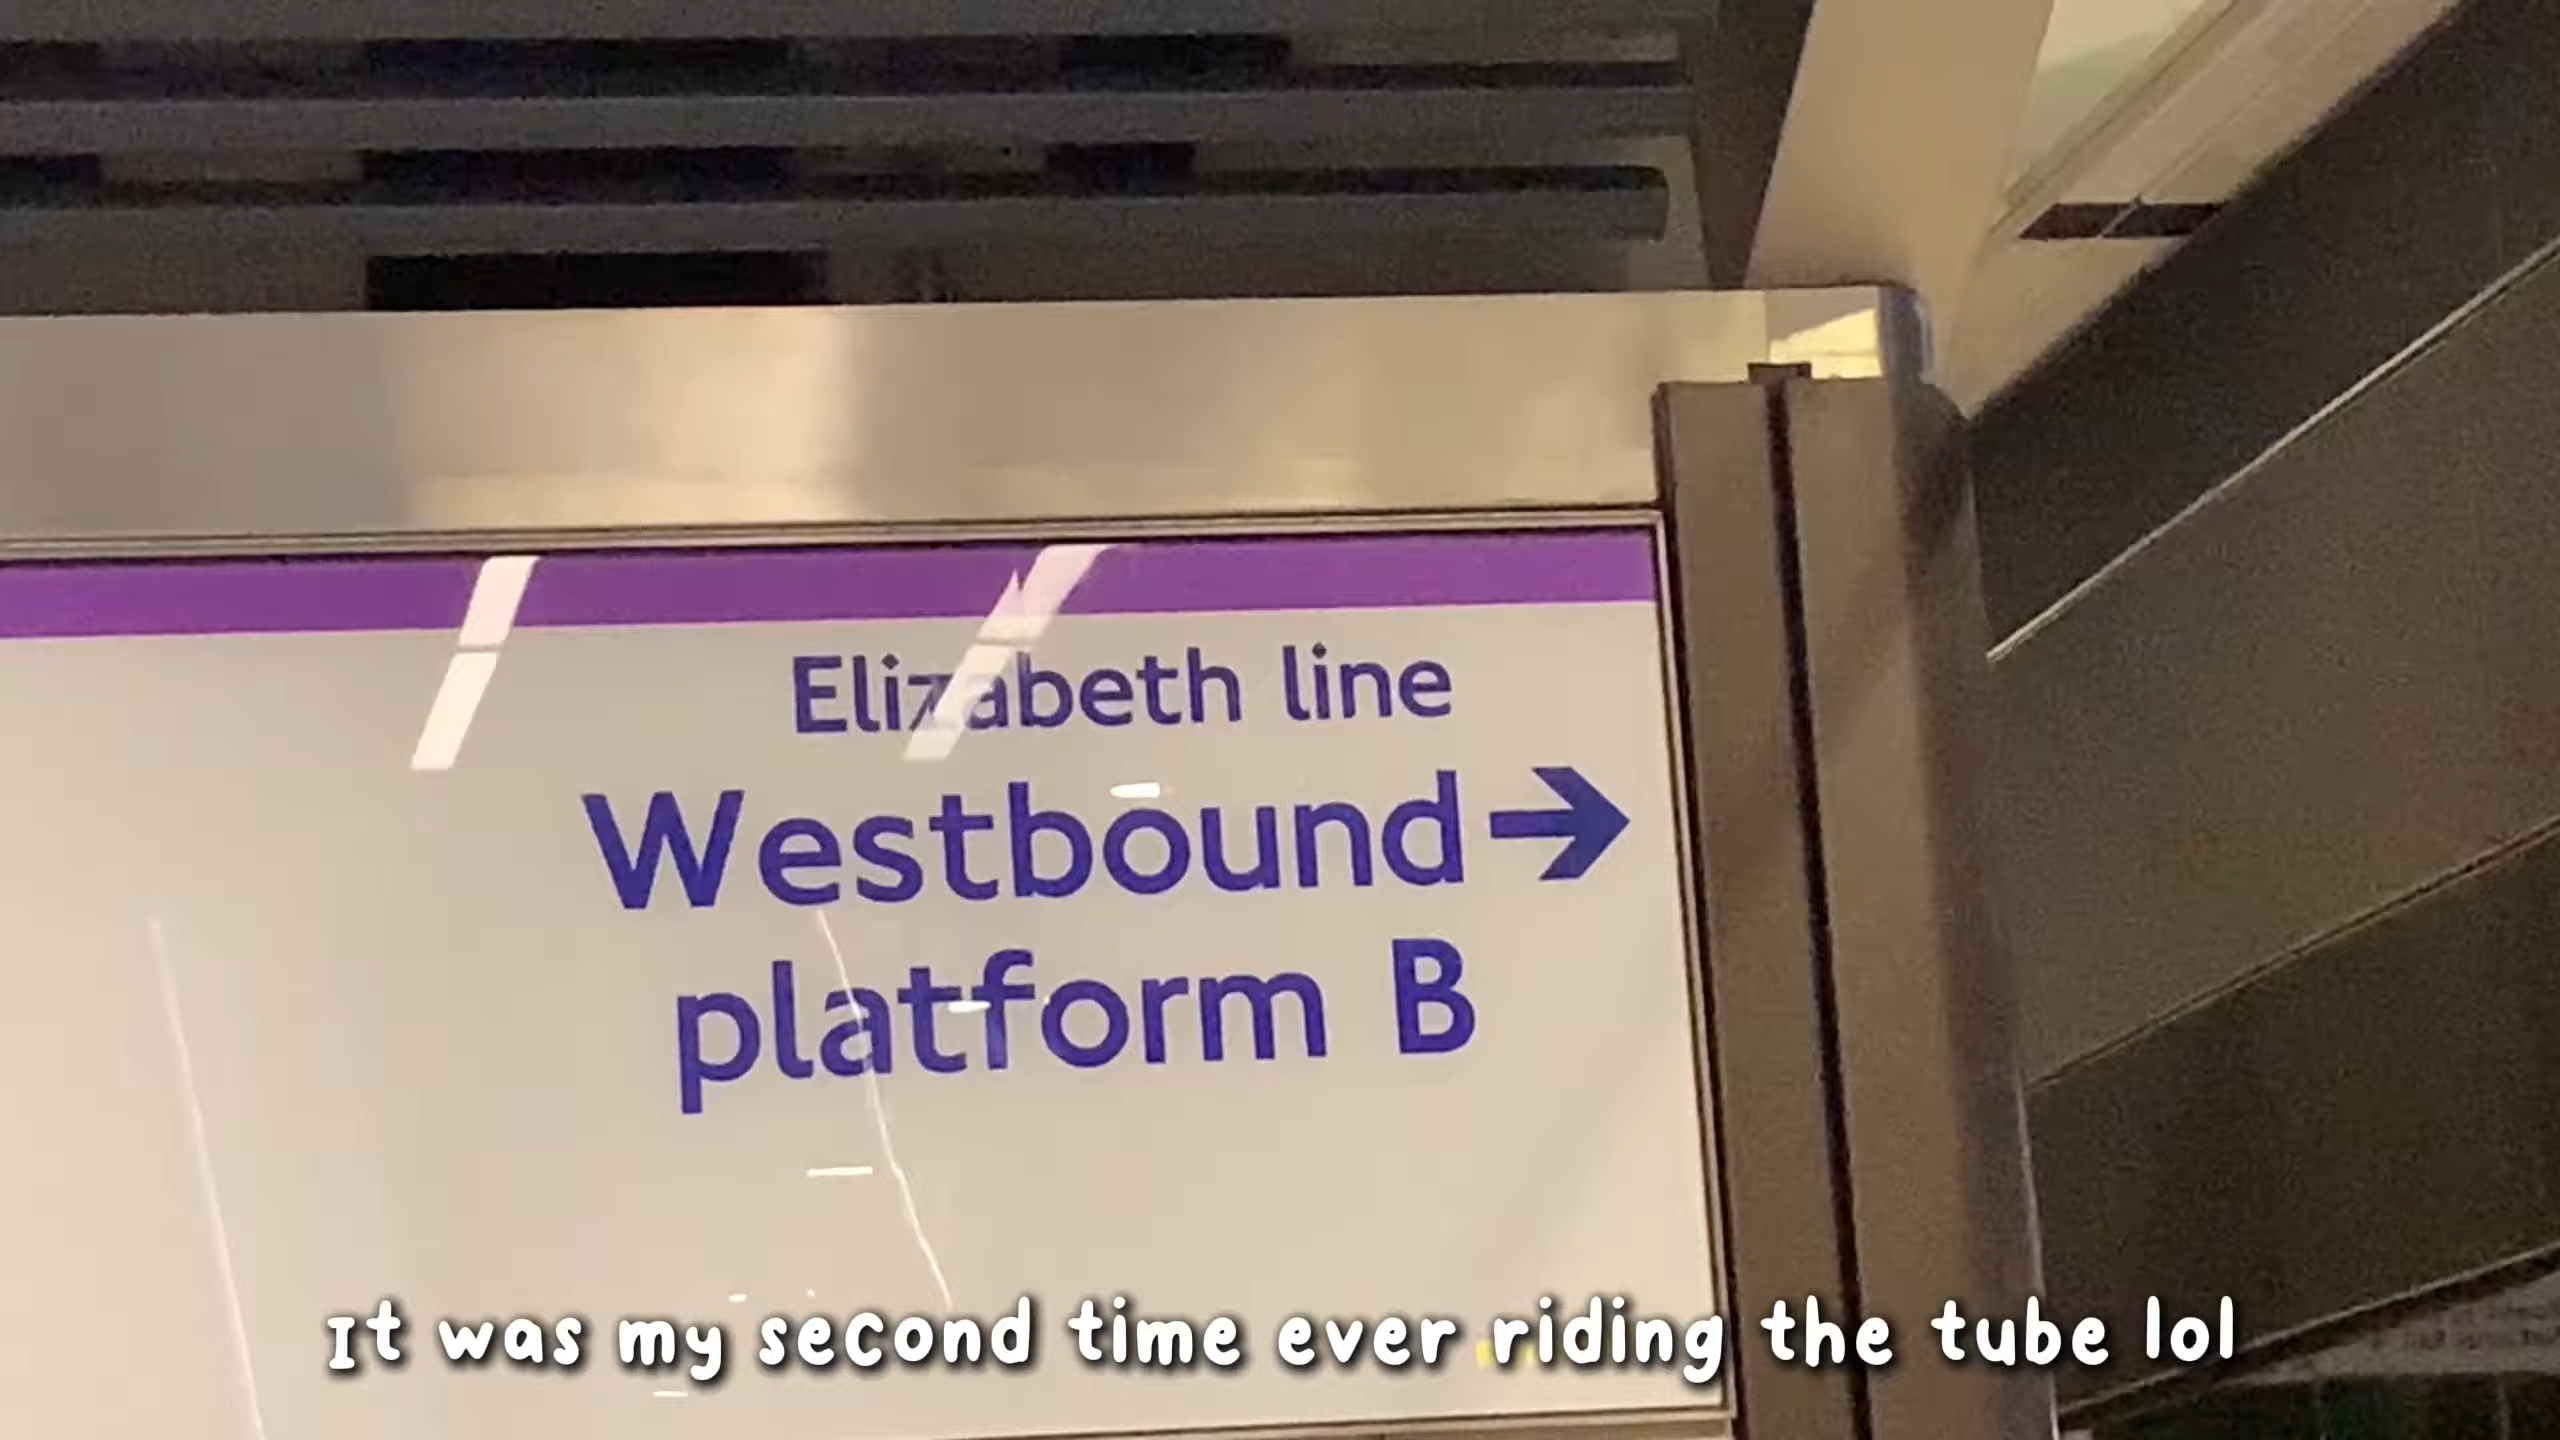 Elizabeth line
Westbound →
platform B
It was my second time ever riding the tube lol